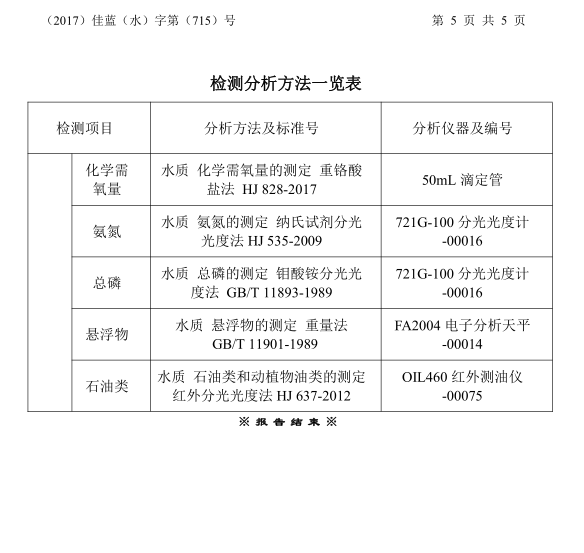 （2017）佳蓝（水）字第（715）号
第 5 页 共 5 页
检测分析方法一览表
检测项目
分析方法及标准号
分析仪器及编号
化学需
氧量
水质 化学需氧量的测定 重铬酸
盐法 HJ 828-2017
50mL 滴定管
氨氮
水质 氨氮的测定 纳氏试剂分光
光度法 HJ 535-2009
721G-100 分光光度计
-00016
总磷
水质 总磷的测定 钼酸铵分光光
度法 GB/T 11893-1989
721G-100 分光光度计
-00016
悬浮物
水质 悬浮物的测定 重量法
GB/T 11901-1989
FA2004 电子分析天平
-00014
石油类
水质 石油类和动植物油类的测定
红外分光光度法 HJ 637-2012
OIL460 红外测油仪
-00075
※ 报 告 结 束 ※